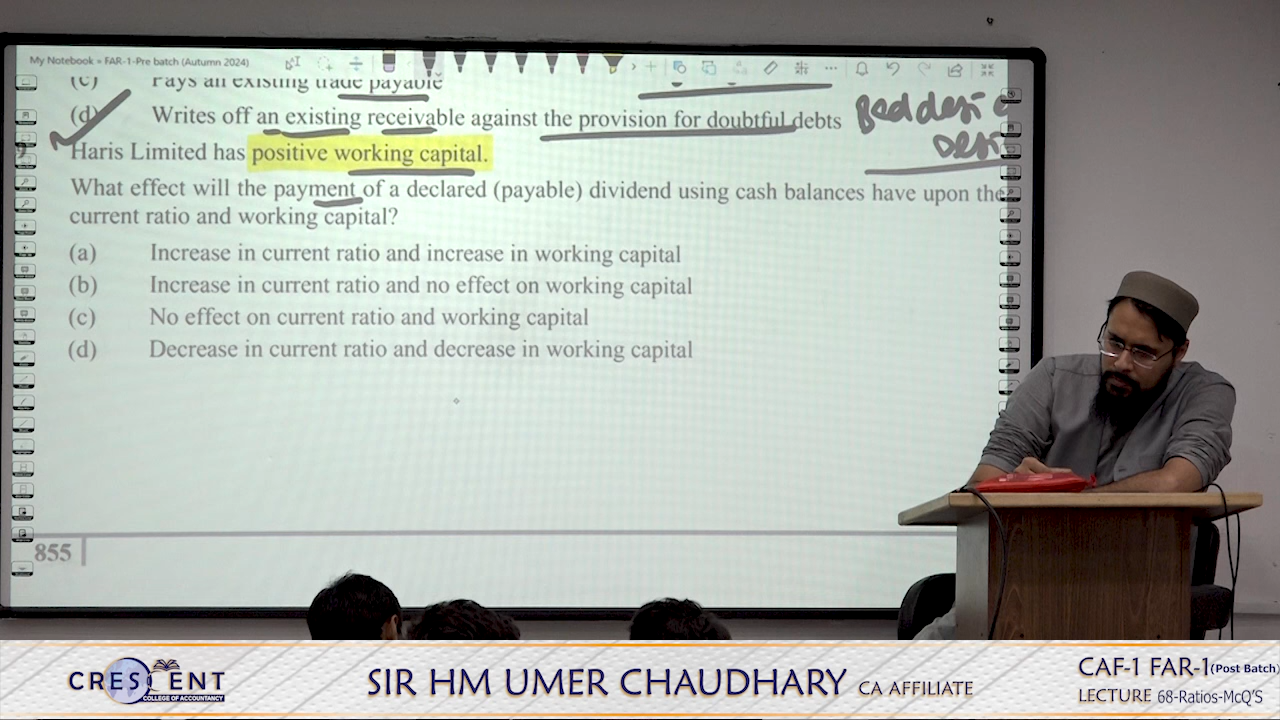 My Notebook » FAR-1-Pre batch (Autumn 2024)
(c) Pays an existing trade payable
(d) Writes off an existing receivable against the provision for doubtful debts
Haris Limited has positive working capital.
What effect will the payment of a declared (payable) dividend using cash balances have upon the
current ratio and working capital?
(a) Increase in current ratio and increase in working capital
(b) Increase in current ratio and no effect on working capital
(c) No effect on current ratio and working capital
(d) Decrease in current ratio and decrease in working capital
855
CRESCENT
COLLEGE OF ACCOUNTANCY
SIR HM UMER CHAUDHARY CA AFFILIATE
CAF-1 FAR-1(Post Batch)
LECTURE 68-Ratios-McQ'S